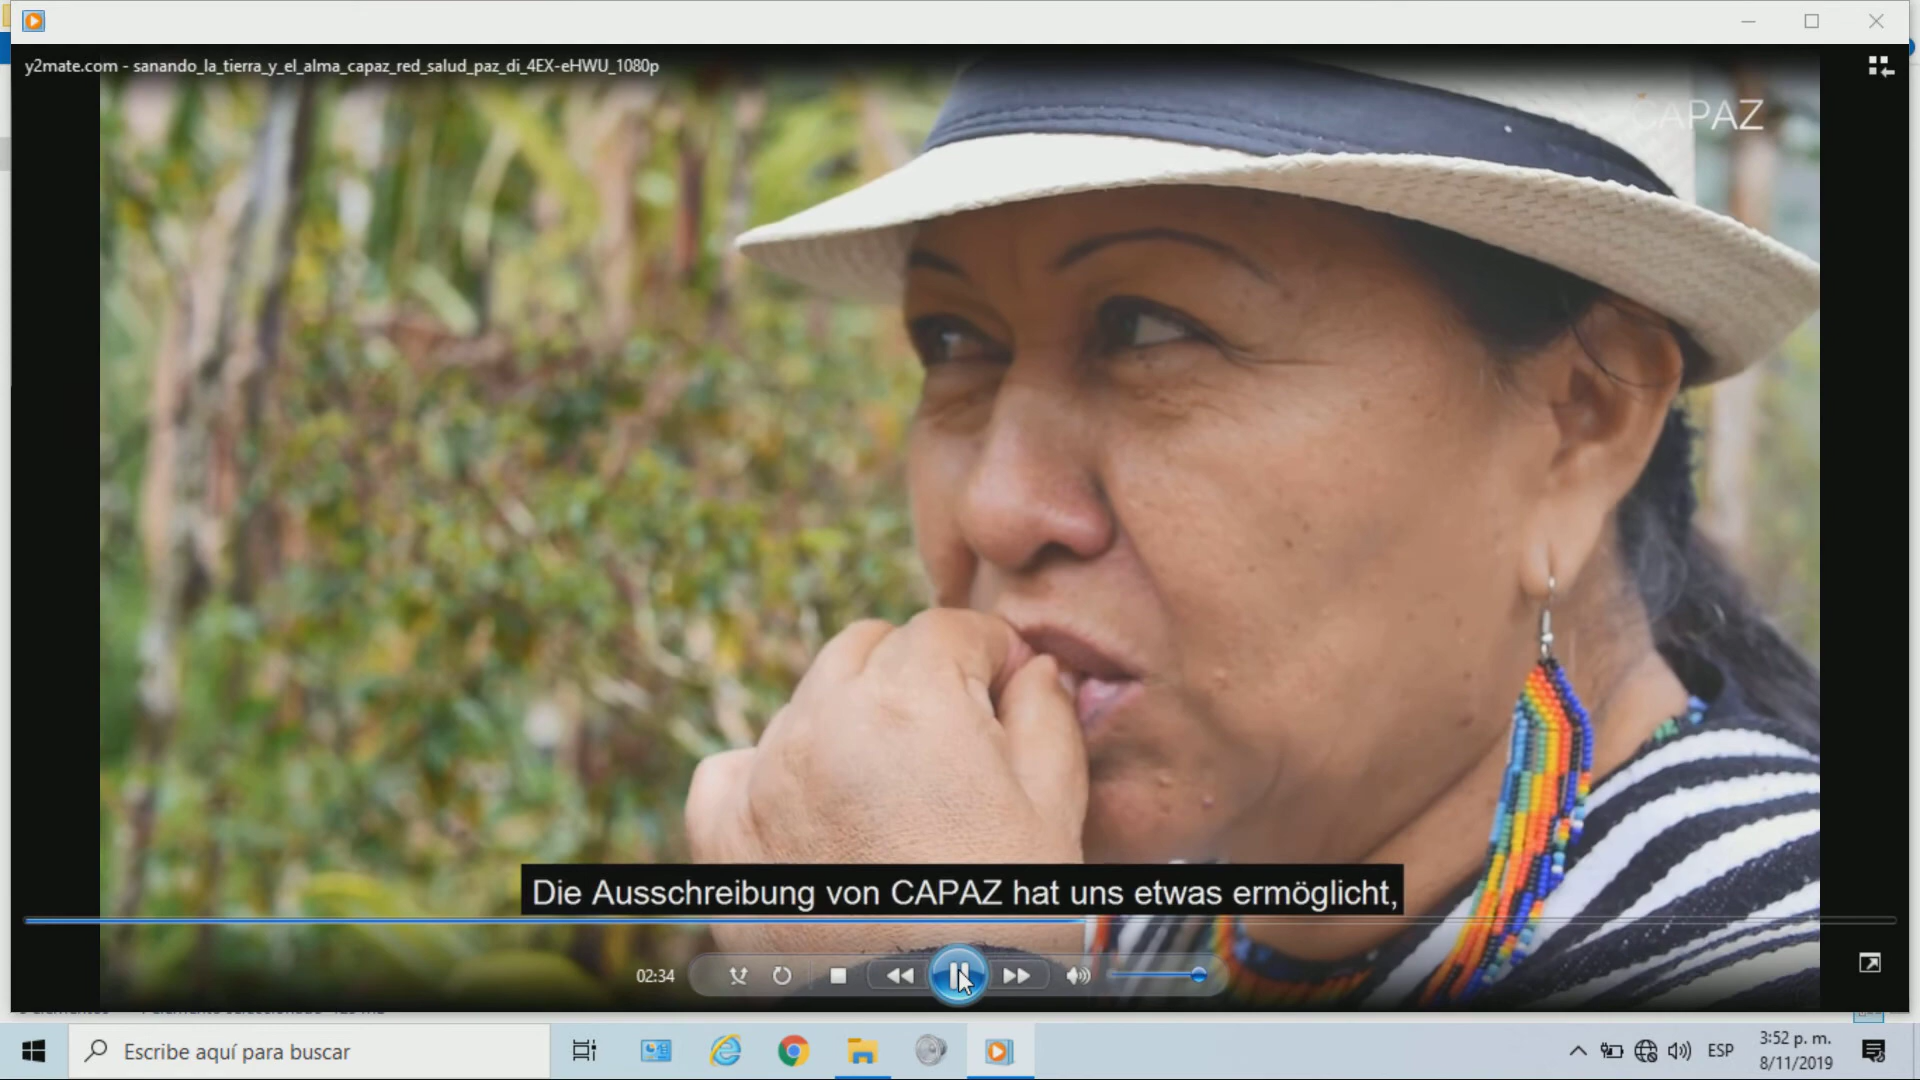 y2mate.com - sanando_la_tierra_y_el_alma_capaz_red_salud_paz_di_4EX-eHWU_1080p
CAPAZ
Die Ausschreibung von CAPAZ hat uns etwas ermöglicht,
02:34
Escribe aquí para buscar
ESP
3:52 p. m.
8/11/2019